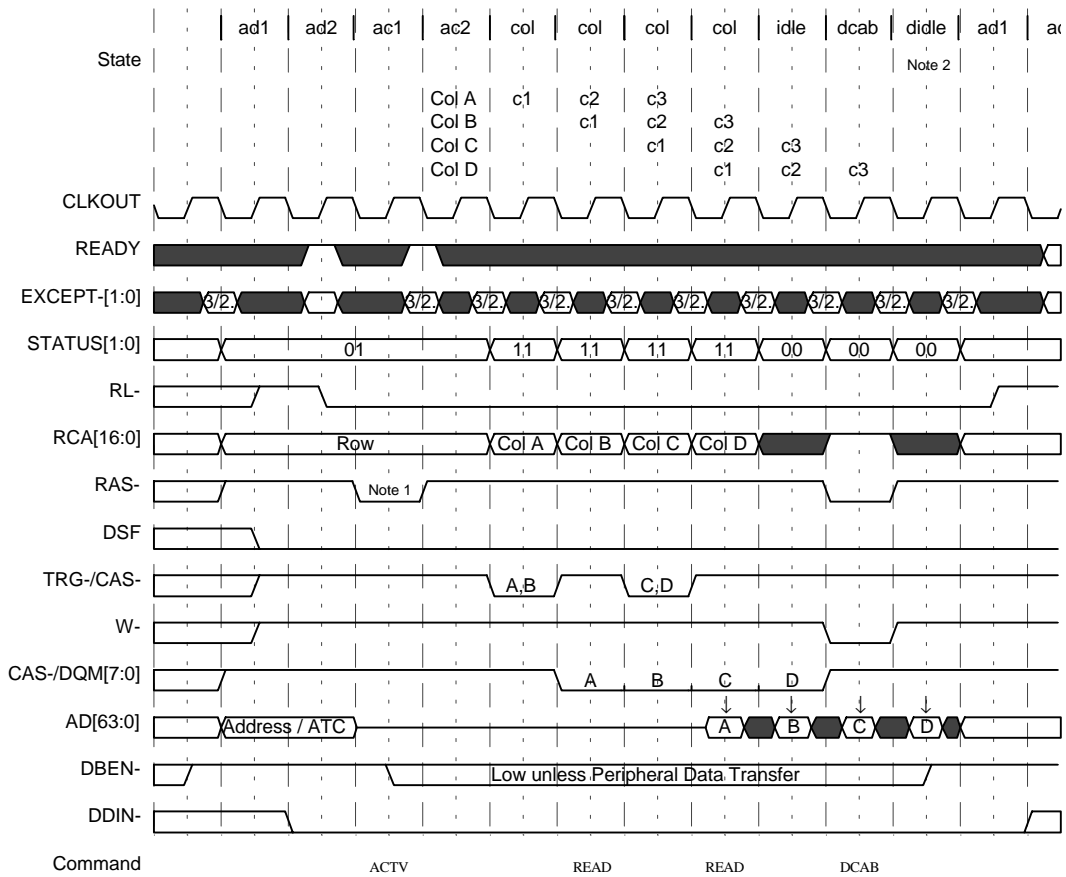 ad1 ad2 ac1 ac2 col col col col idle dcab didle ad1
State Note 2
Col A c1 c2 c3
Col B c1 c2 c3
Col C c1 c2 c3
Col D c1 c2 c3
CLKOUT
READY
EXCEPT-[1:0] 3/2. 3/2. 3/2. 3/2. 3/2. 3/2. 3/2. 3/2. 3/2. 3/2.
STATUS[1:0] 01 11 11 11 11 00 00 00
RL-
RCA[16:0] Row Col A Col B Col C Col D
RAS- Note 1
DSF
TRG-/CAS- A,B C,D
W-
CAS-/DQM[7:0] A B C D
AD[63:0] Address / ATC A B C D
DBEN- Low unless Peripheral Data Transfer
DDIN-
Command ACTV READ READ DCAB